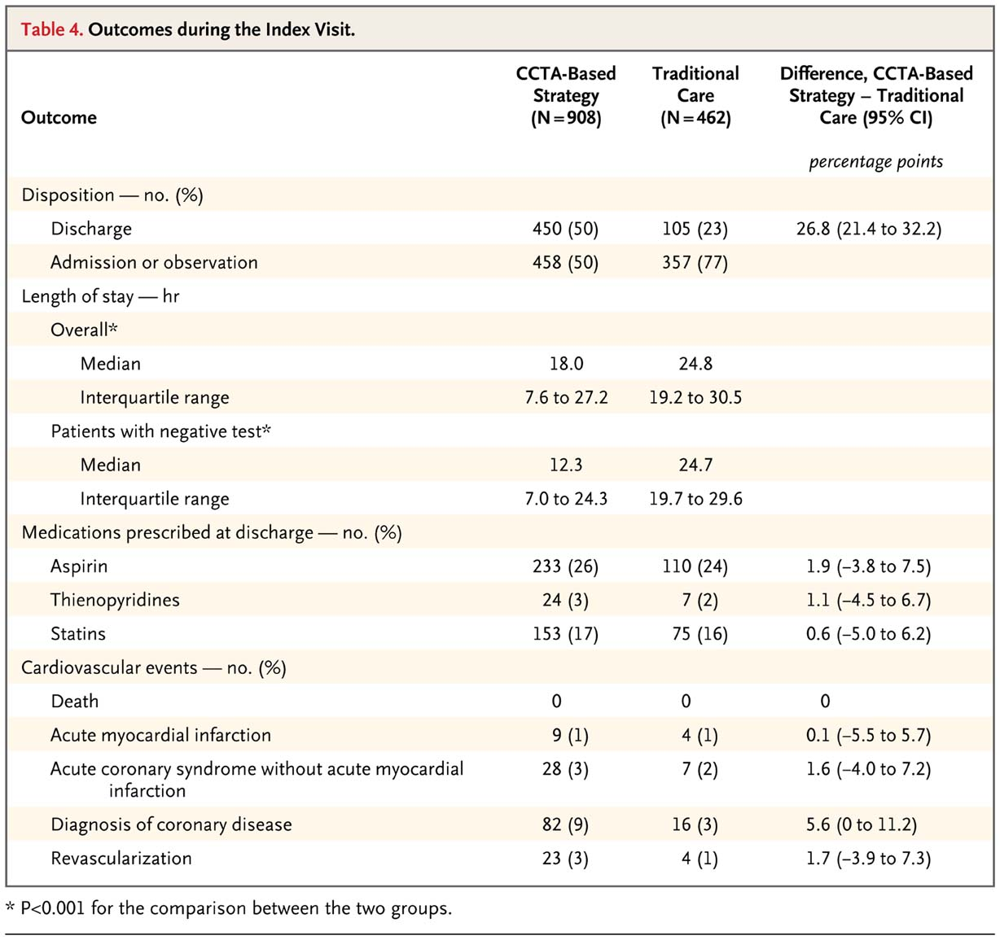 Table 4. Outcomes during the Index Visit.
Outcome CCTA-Based Strategy (N=908) Traditional Care (N=462) Difference, CCTA-Based Strategy – Traditional Care (95% CI)
percentage points
Disposition — no. (%)
Discharge 450 (50) 105 (23) 26.8 (21.4 to 32.2)
Admission or observation 458 (50) 357 (77)
Length of stay — hr
Overall*
Median 18.0 24.8
Interquartile range 7.6 to 27.2 19.2 to 30.5
Patients with negative test*
Median 12.3 24.7
Interquartile range 7.0 to 24.3 19.7 to 29.6
Medications prescribed at discharge — no. (%)
Aspirin 233 (26) 110 (24) 1.9 (–3.8 to 7.5)
Thienopyridines 24 (3) 7 (2) 1.1 (–4.5 to 6.7)
Statins 153 (17) 75 (16) 0.6 (–5.0 to 6.2)
Cardiovascular events — no. (%)
Death 0 0 0
Acute myocardial infarction 9 (1) 4 (1) 0.1 (–5.5 to 5.7)
Acute coronary syndrome without acute myocardial 28 (3) 7 (2) 1.6 (–4.0 to 7.2)
infarction
Diagnosis of coronary disease 82 (9) 16 (3) 5.6 (0 to 11.2)
Revascularization 23 (3) 4 (1) 1.7 (–3.9 to 7.3)
* P<0.001 for the comparison between the two groups.